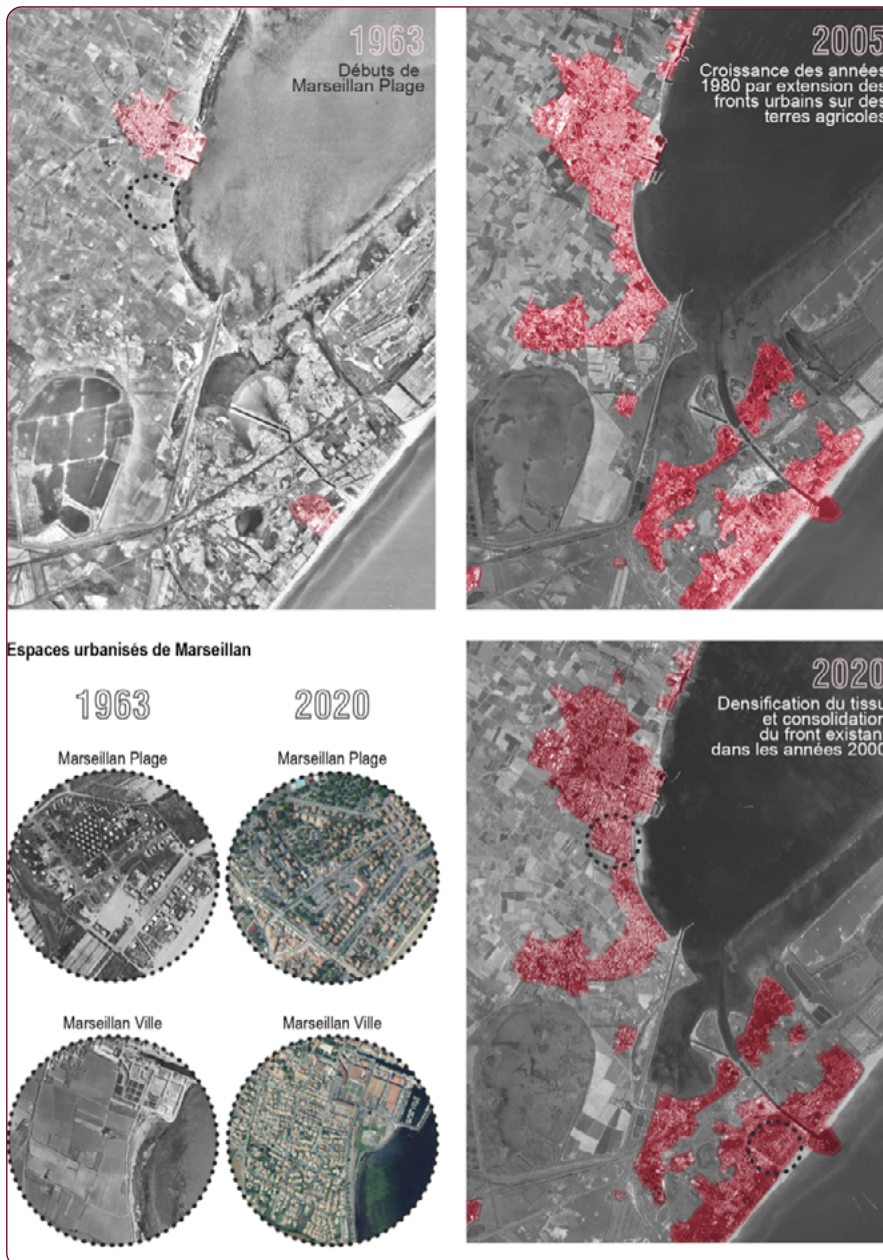 1963
Débuts de
Marseillan Plage
2005
Croissance des années
1980 par extension des
fronts urbains sur des
terres agricoles
Espaces urbanisés de Marseillan
1963
2020
Marseillan Plage
Marseillan Plage
Marseillan Ville
Marseillan Ville
2020
Densification du tissu
et consolidation
du front existant
dans les années 2000